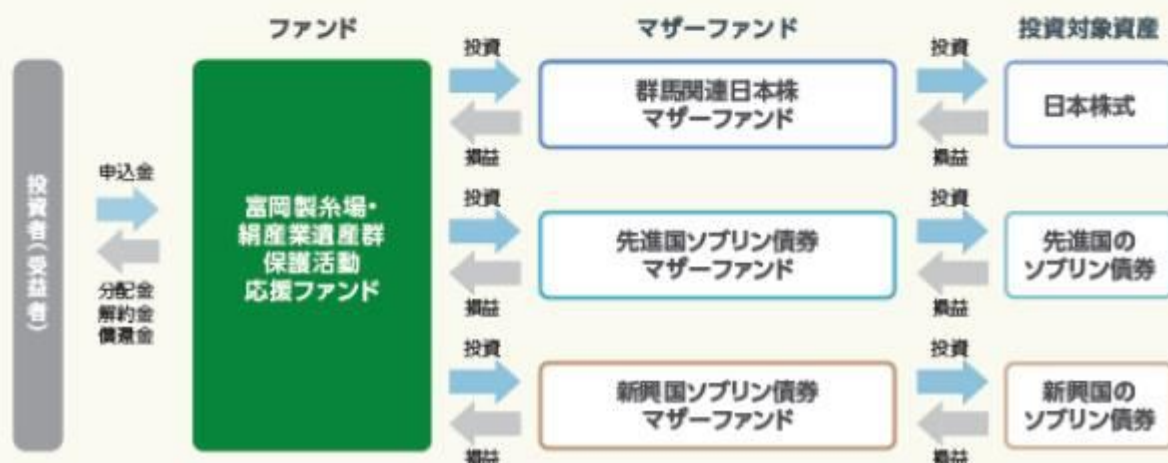 ファンド
マザーファンド
投資対象資産
投資者(受益者)
申込金
分配金
解約金
償還金
富岡製糸場・
絹産業遺産群
保護活動
応援ファンド
投資
損益
群馬関連日本株
マザーファンド
投資
損益
日本株式
投資
損益
先進国ソブリン債券
マザーファンド
投資
損益
先進国の
ソブリン債券
投資
損益
新興国ソブリン債券
マザーファンド
投資
損益
新興国の
ソブリン債券